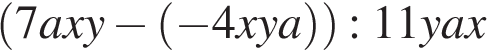 (7axy − (−4xya)) : 11yax